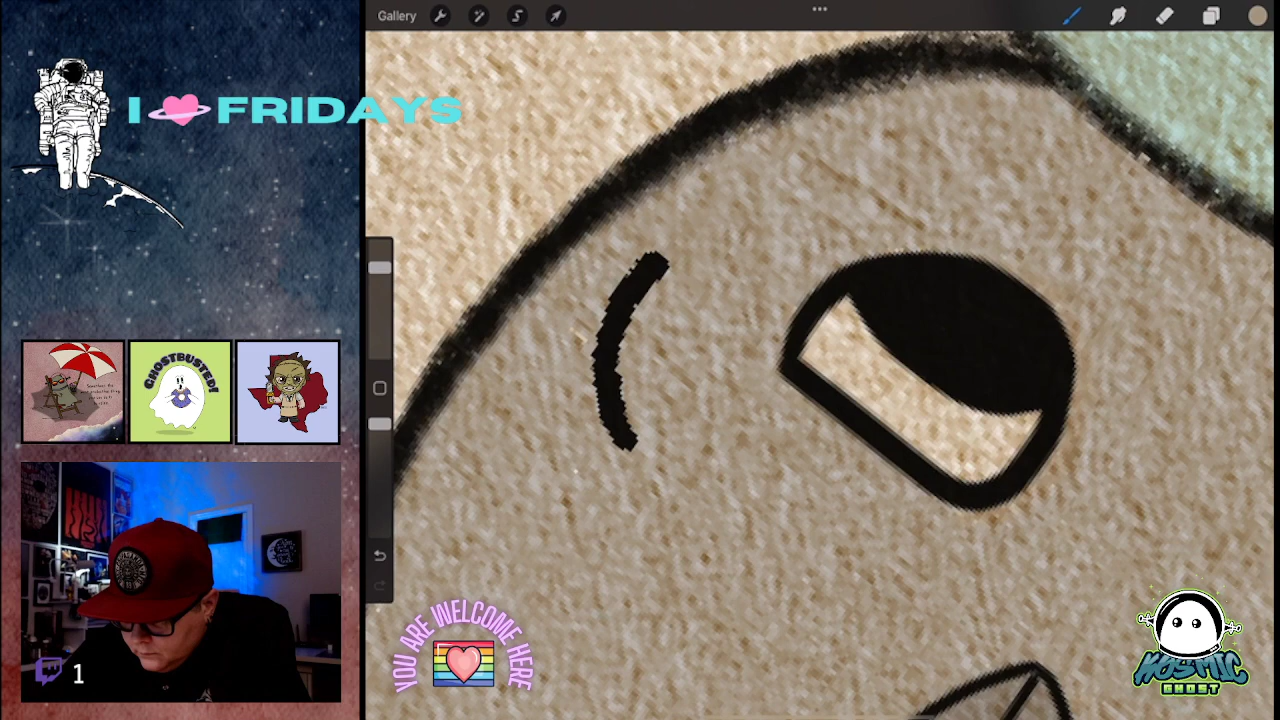 Gallery
I FRIDAYS
GHOSTBUSTED!
1
YOU ARE WELCOME HERE
KOSMIC
GHOST